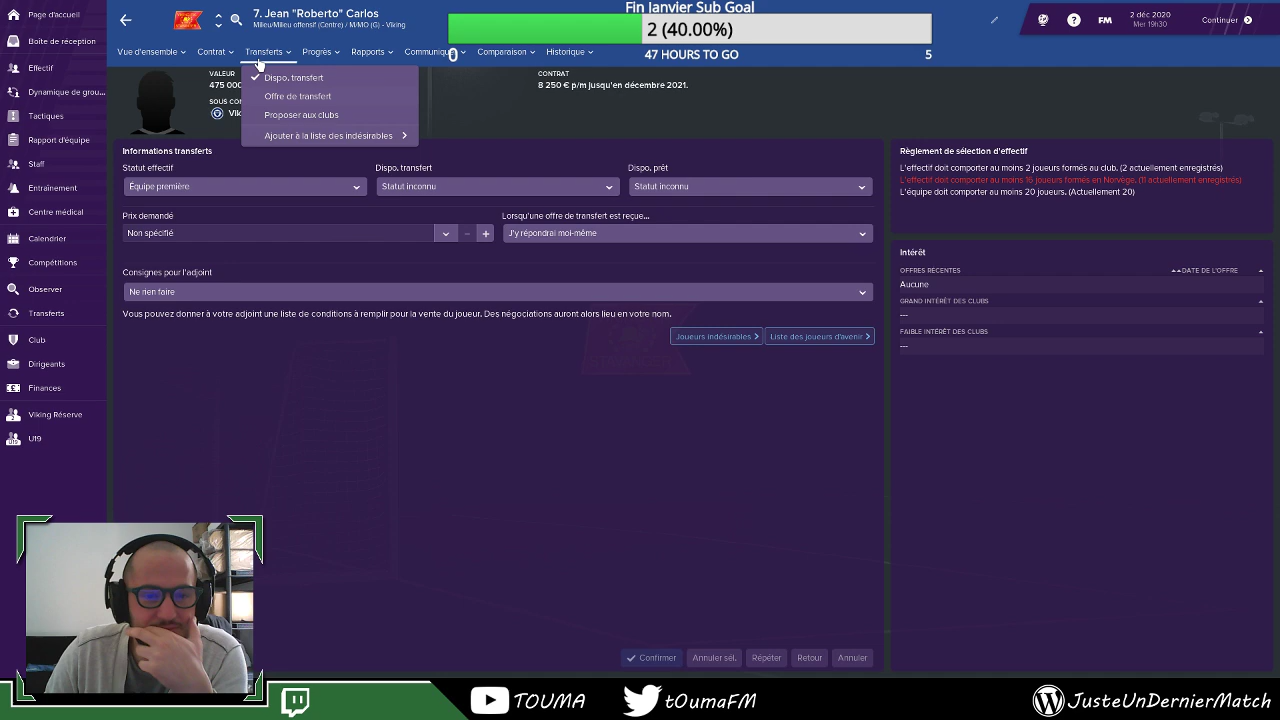 Page d'accueil
Boîte de réception
Effectif
Dynamique de grou...
Tactiques
Rapport d'équipe
Staff
Entraînement
Centre médical
Calendrier
Compétitions
Observer
Transferts
Club
Dirigeants
Finances
Viking Réserve
U19
7. Jean "Roberto" Carlos
Milieu/Milieu offensif (Centre) / M/MO (G) - Viking
Fin Janvier Sub Goal
2 (40.00%)
0
47 HOURS TO GO
5
FM
2 déc 2020
Mer 19h30
Continuer
Vue d'ensemble
Contrat
Transferts
Progrès
Rapports
Comparaison
Historique
Dispo. transfert
Offre de transfert
Proposer aux clubs
Ajouter à la liste des indésirables
VALEUR
475 000
CONTRAT
8 250 € p/m jusqu'en décembre 2021.
Informations transferts
Statut effectif
Dispo. transfert
Dispo. prêt
Équipe première
Statut inconnu
Statut inconnu
Prix demandé
Lorsqu'une offre de transfert est reçue...
Non spécifié
J'y répondrai moi-même
Consignes pour l'adjoint
Ne rien faire
Vous pouvez donner à votre adjoint une liste de conditions à remplir pour la vente du joueur. Des négociations auront alors lieu en votre nom.
Joueurs indésirables
Liste des joueurs d'avenir
Confirmer
Annuler sél.
Répéter
Retour
Annuler
Règlement de sélection d'effectif
L'effectif doit comporter au moins 2 joueurs formés au club. (2 actuellement enregistrés)
L'effectif doit comporter au moins 16 joueurs formés en Norvège. (11 actuellement enregistrés)
L'équipe doit comporter au moins 20 joueurs. (Actuellement 20)
Intérêt
OFFRES RÉCENTES
DATE DE L'OFFRE
Aucune
GRAND INTÉRÊT DES CLUBS
---
FAIBLE INTÉRÊT DES CLUBS
---
TOUMA
tOumaFM
JusteUnDernierMatch